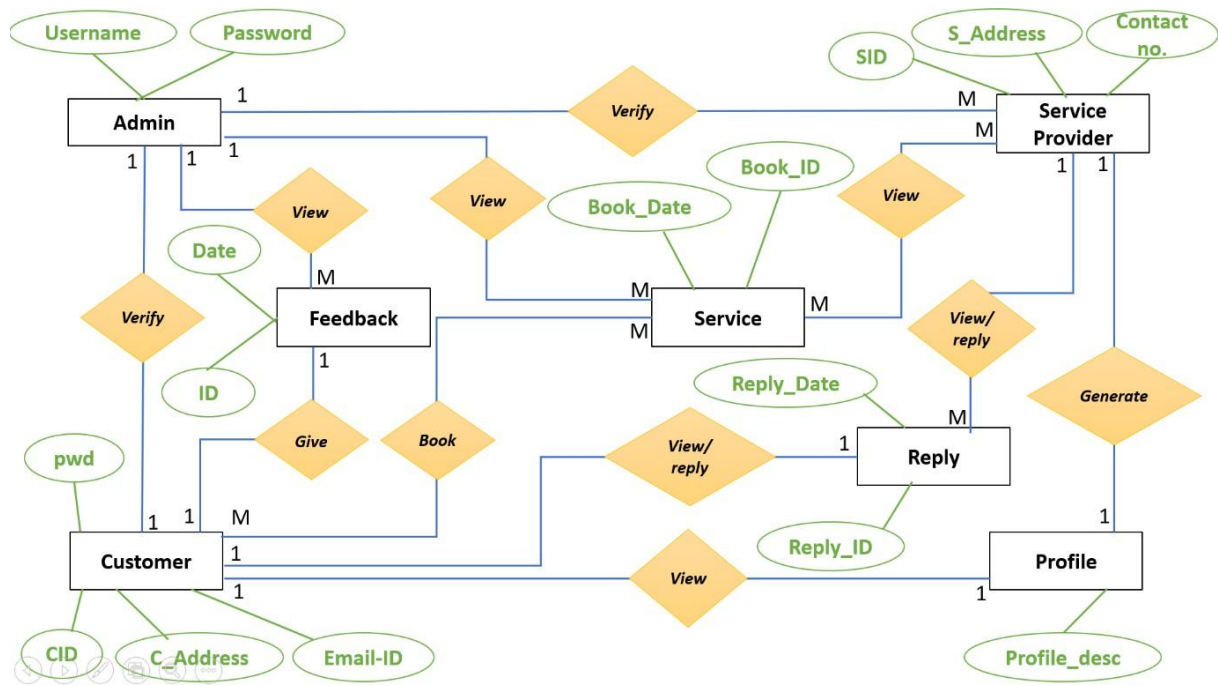 Username
Password
S_Address
Contact
no.
SID
1
Verify
M
Admin
Service
Provider
1
1
1
M
1
1
View
View
Book_ID
View
Book_Date
Date
M
Feedback
M
M
Service
M
Verify
View/
reply
1
ID
Reply_Date
Generate
Give
Book
View/
reply
1
M
Reply
pwd
1
1
M
Reply_ID
1
Customer
1
1
View
1
Profile
CID
C_Address
Email-ID
Profile_desc